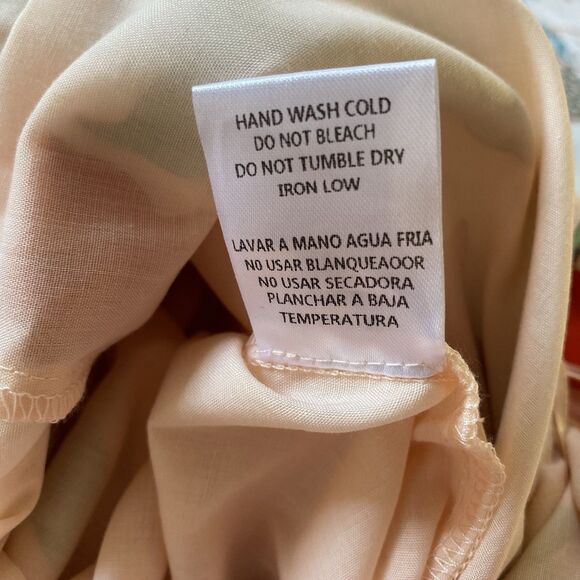 HAND WASH COLD
DO NOT BLEACH
DO NOT TUMBLE DRY
IRON LOW
LAVAR A MANO AGUA FRIA
NO USAR BLANQUEAOOR
NO USAR SECADORA
PLANCHAR A BAJA
TEMPERATURA